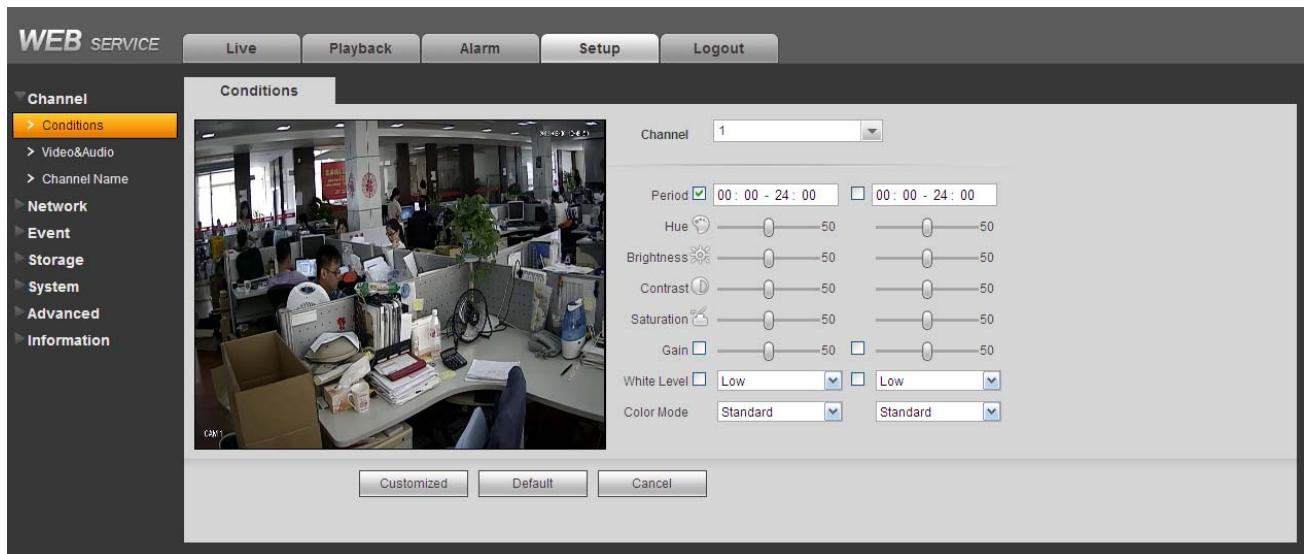 WEB SERVICE
Live
Playback
Alarm
Setup
Logout
Channel
> Conditions
> Video&Audio
> Channel Name
Network
Event
Storage
System
Advanced
Information
Conditions
CAM 1
Channel 1
Period 00 : 00 - 24 : 00 00 : 00 - 24 : 00
Hue 50 50
Brightness 50 50
Contrast 50 50
Saturation 50 50
Gain 50 50
White Level Low Low
Color Mode Standard Standard
Customized
Default
Cancel